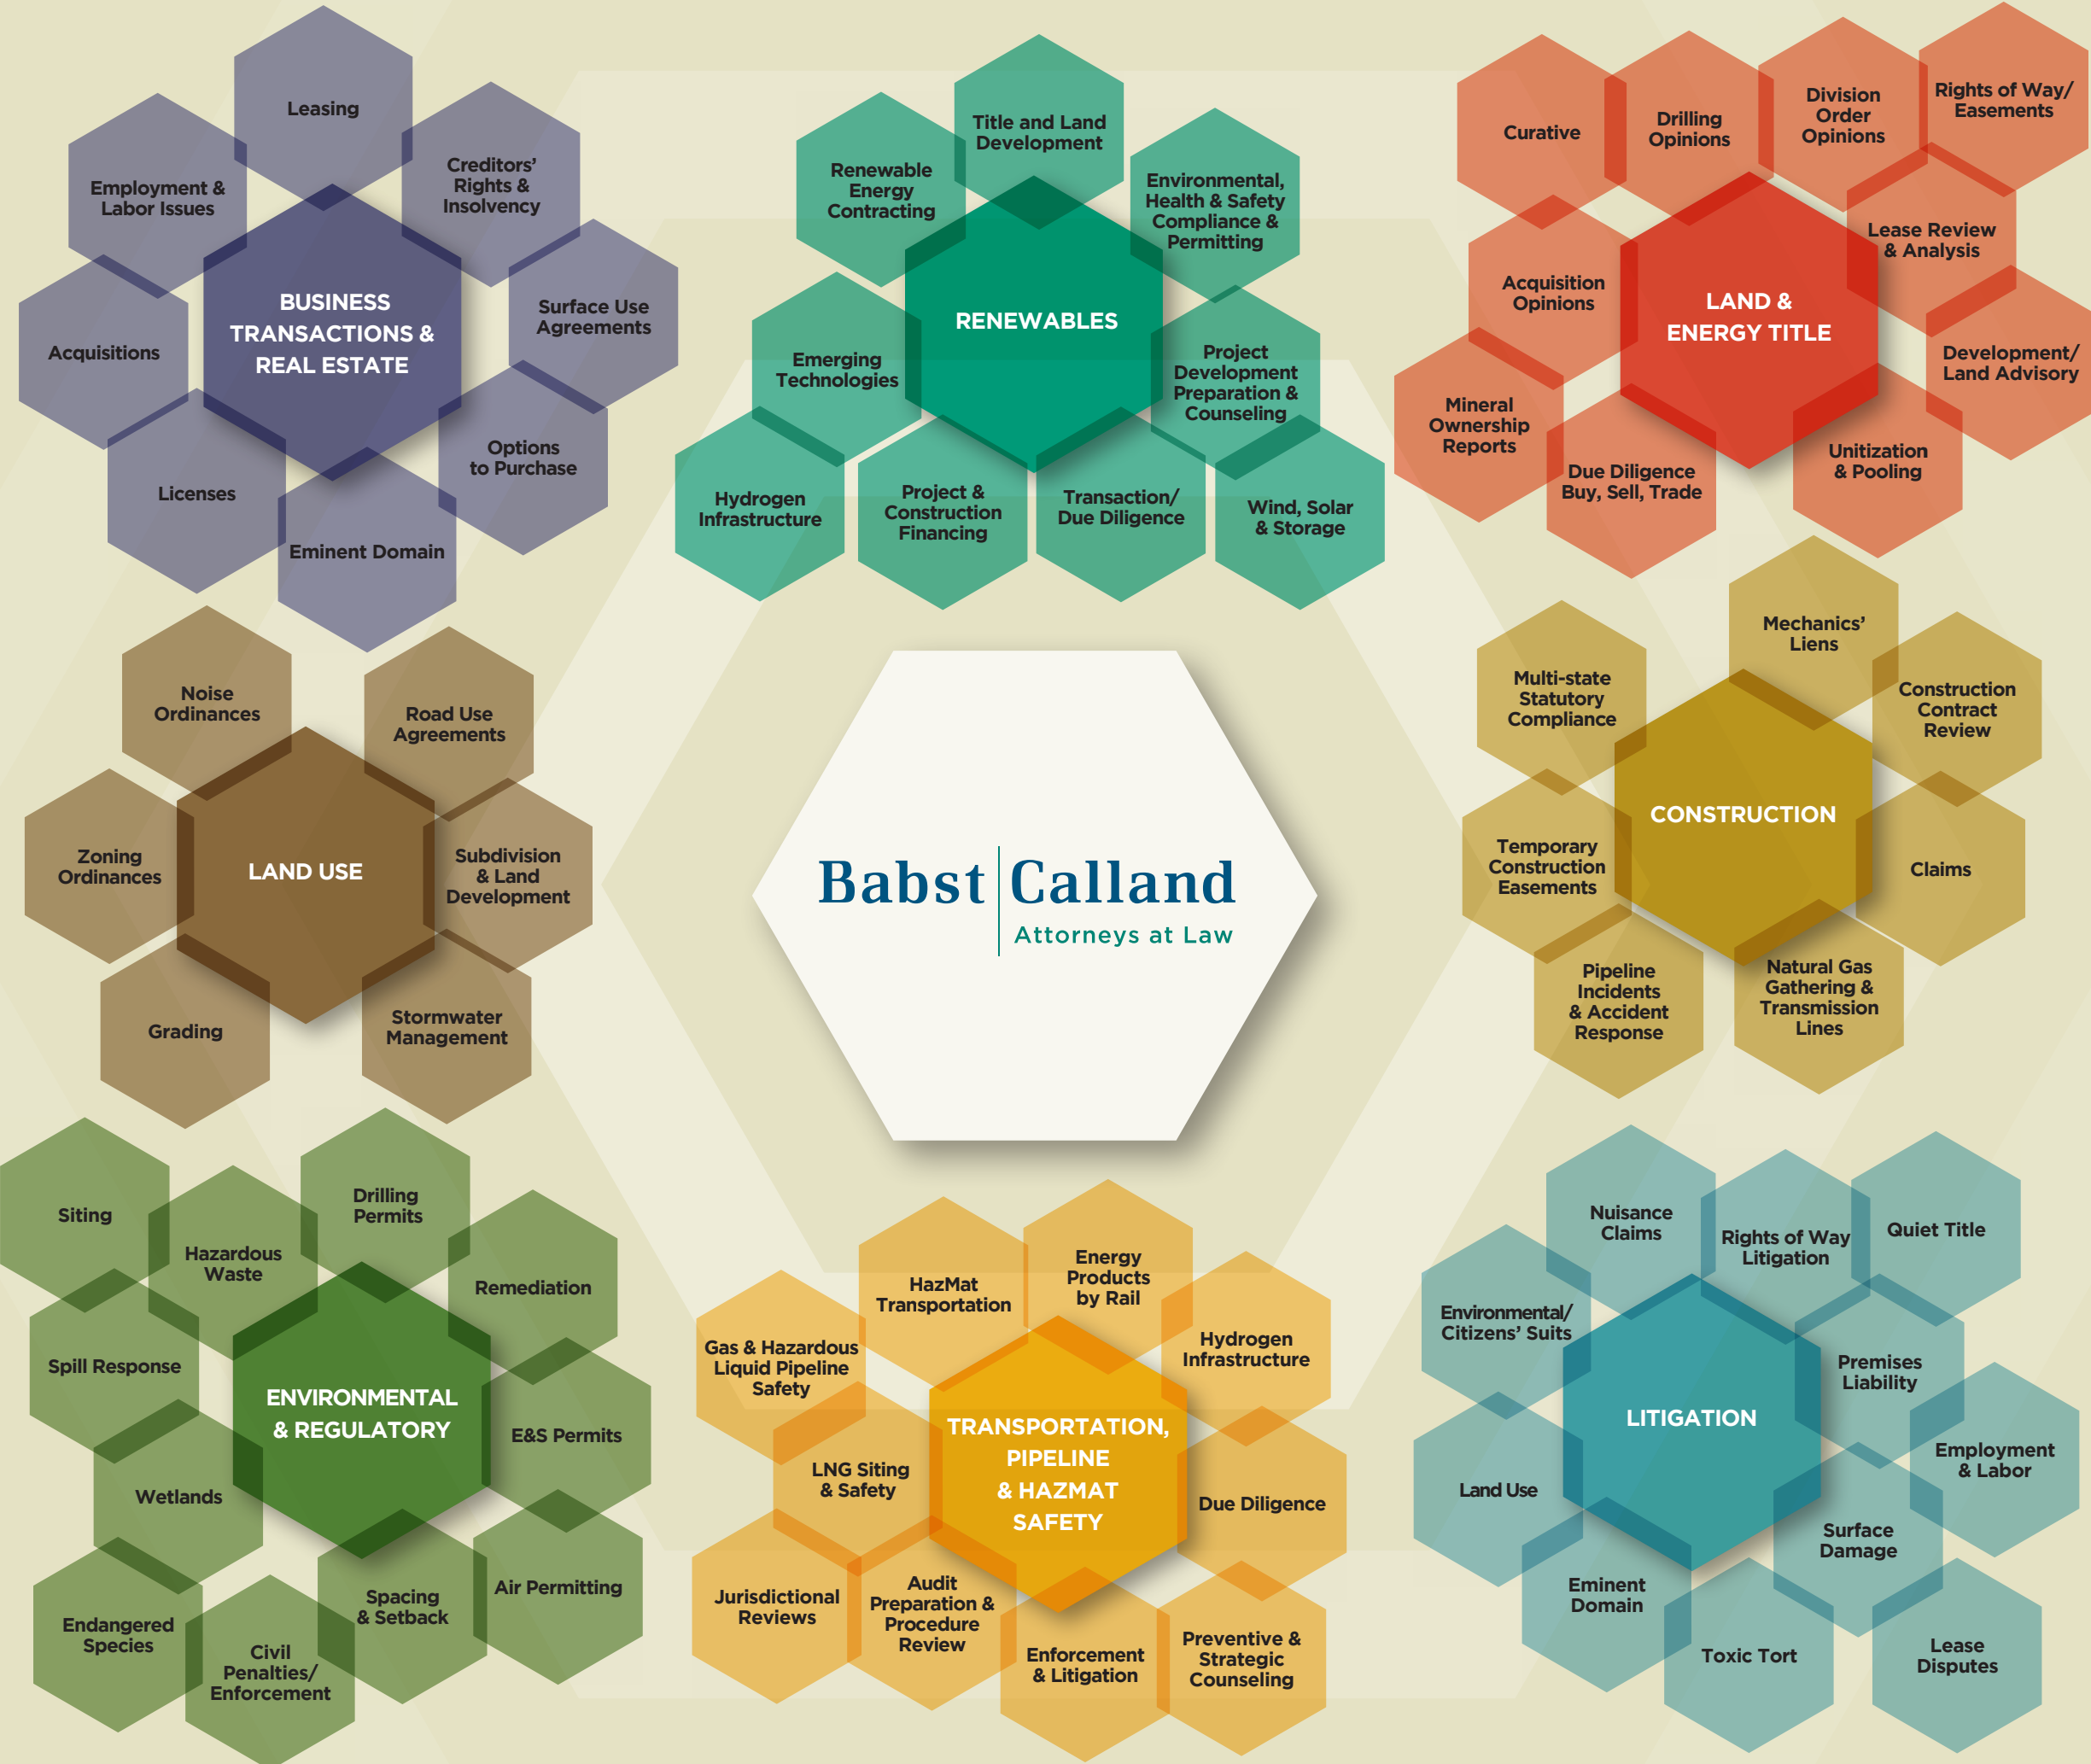 Leasing
Employment &
Labor Issues
Creditors’
Rights &
Insolvency
Surface Use
Agreements
Acquisitions
BUSINESS
TRANSACTIONS &
REAL ESTATE
Options
to Purchase
Licenses
Eminent Domain
Title and Land
Development
Renewable
Energy
Contracting
Environmental,
Health & Safety
Compliance &
Permitting
RENEWABLES
Emerging
Technologies
Project
Development
Preparation &
Counseling
Hydrogen
Infrastructure
Project &
Construction
Financing
Transaction/
Due Diligence
Wind, Solar
& Storage
Curative
Drilling
Opinions
Division
Order
Opinions
Rights of Way/
Easements
Lease Review
& Analysis
Acquisition
Opinions
LAND &
ENERGY TITLE
Development/
Land Advisory
Mineral
Ownership
Reports
Due Diligence
Buy, Sell, Trade
Unitization
& Pooling
Noise
Ordinances
Road Use
Agreements
Zoning
Ordinances
LAND USE
Subdivision
& Land
Development
Grading
Stormwater
Management
Babst Calland
Attorneys at Law
Mechanics’
Liens
Multi-state
Statutory
Compliance
Construction
Contract
Review
CONSTRUCTION
Temporary
Construction
Easements
Claims
Pipeline
Incidents
& Accident
Response
Natural Gas
Gathering &
Transmission
Lines
Siting
Drilling
Permits
Hazardous
Waste
Remediation
Spill Response
ENVIRONMENTAL
& REGULATORY
E&S Permits
Wetlands
Air Permitting
Spacing
& Setback
Endangered
Species
Civil
Penalties/
Enforcement
Energy
Products
by Rail
HazMat
Transportation
Hydrogen
Infrastructure
Gas & Hazardous
Liquid Pipeline
Safety
TRANSPORTATION,
PIPELINE
& HAZMAT
SAFETY
LNG Siting
& Safety
Due Diligence
Jurisdictional
Reviews
Audit
Preparation &
Procedure
Review
Enforcement
& Litigation
Preventive &
Strategic
Counseling
Nuisance
Claims
Rights of Way
Litigation
Quiet Title
Environmental/
Citizens’ Suits
Premises
Liability
LITIGATION
Employment
& Labor
Land Use
Surface
Damage
Eminent
Domain
Toxic Tort
Lease
Disputes